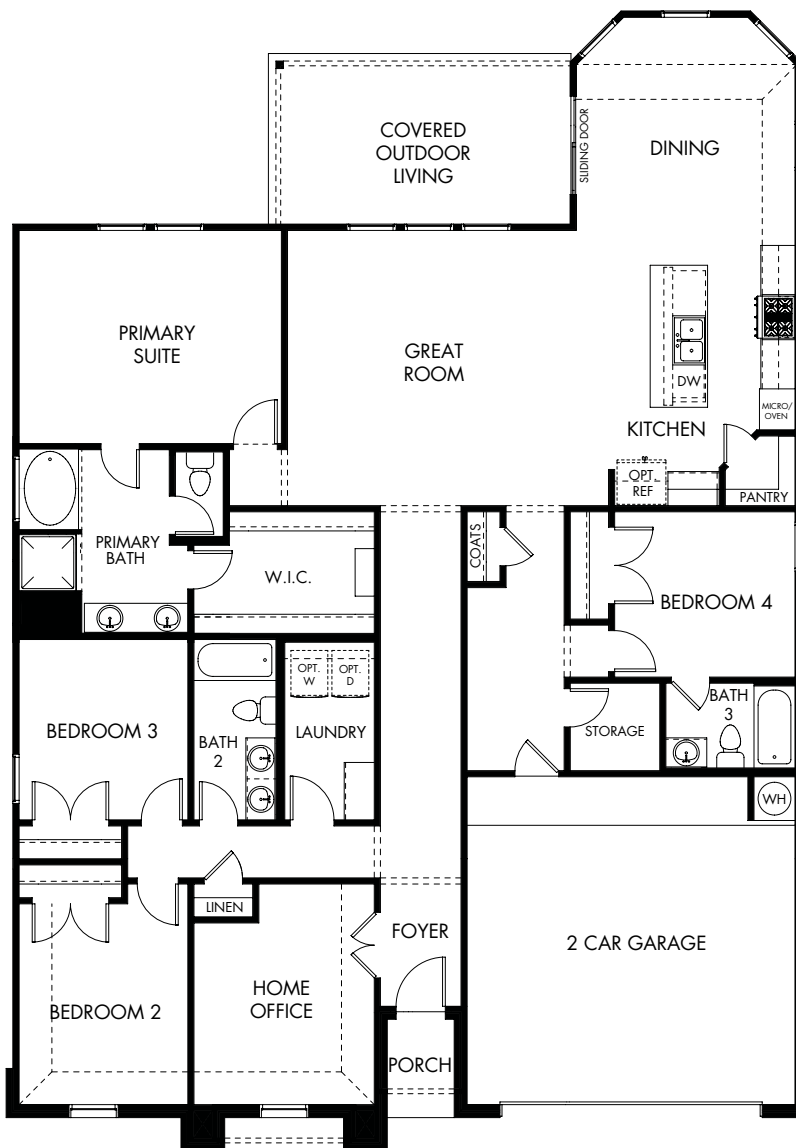 COVERED
OUTDOOR
LIVING
SLIDING DOOR
DINING
PRIMARY
SUITE
GREAT
ROOM
DW
MICRO/
OVEN
KITCHEN
OPT.
REF
PANTRY
PRIMARY
BATH
W.I.C.
COATS
BEDROOM 4
OPT.
W
OPT.
D
BEDROOM 3
BATH
2
LAUNDRY
STORAGE
BATH
3
WH
LINEN
FOYER
2 CAR GARAGE
BEDROOM 2
HOME
OFFICE
PORCH